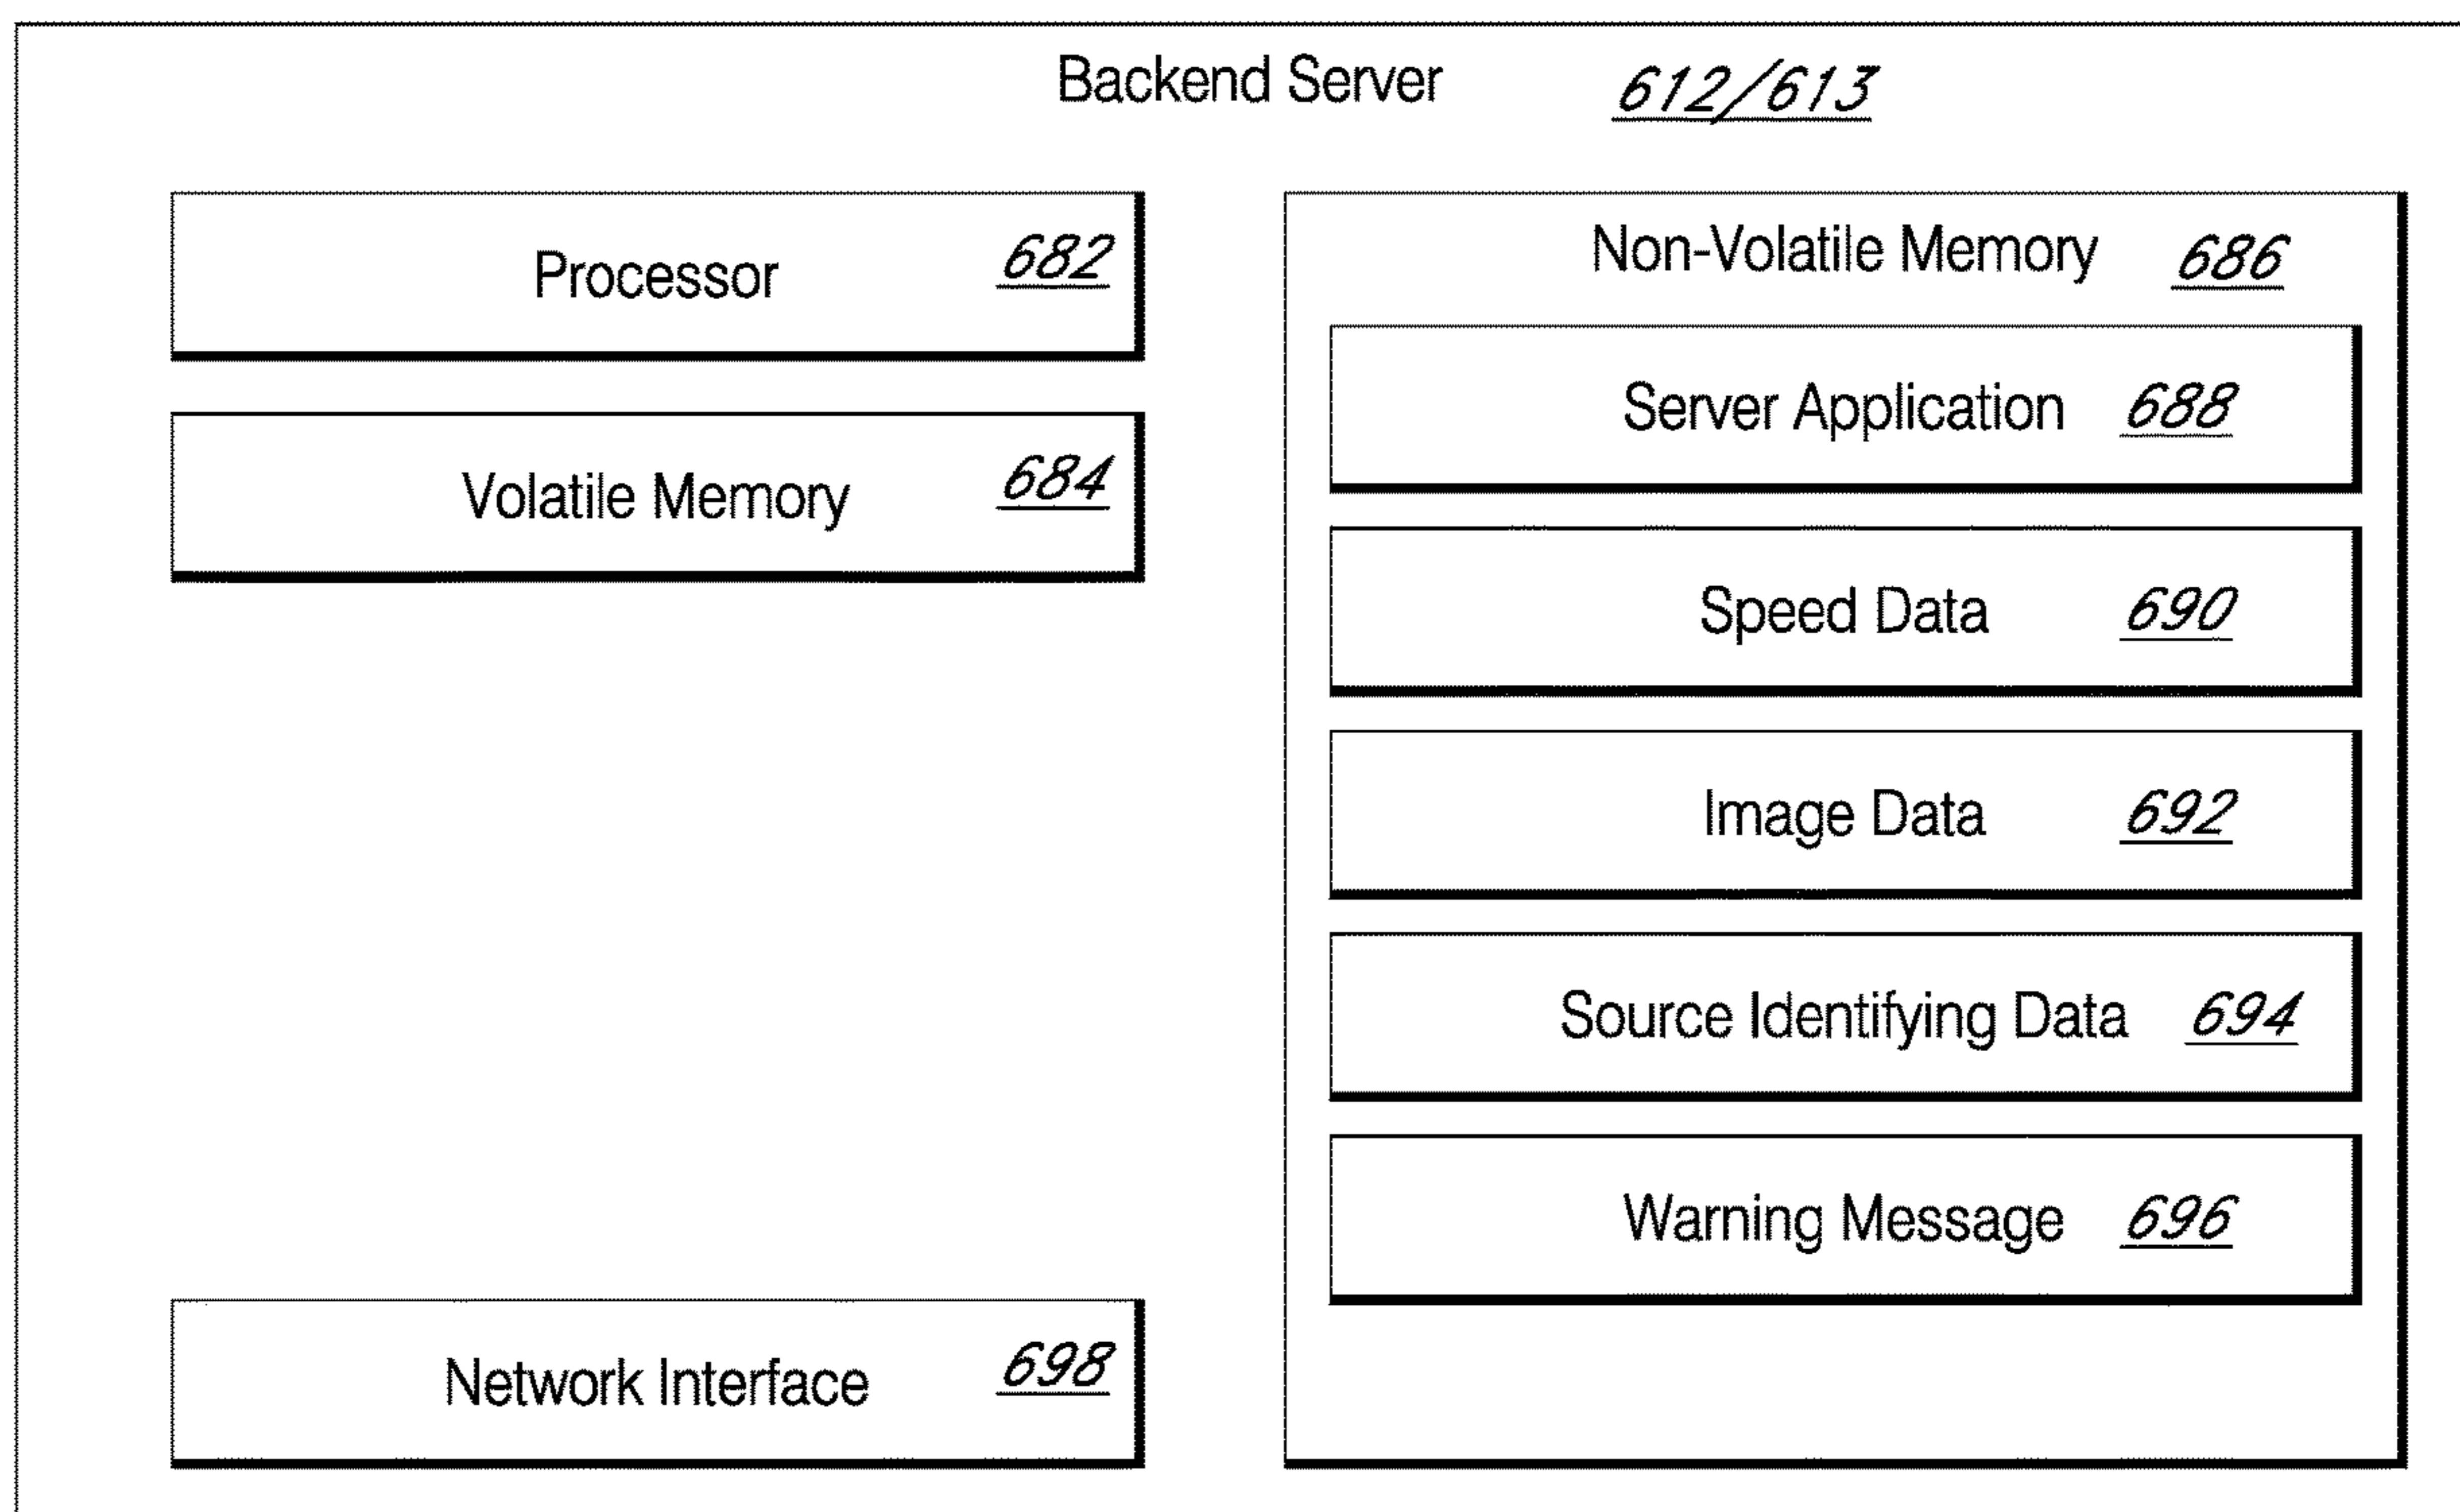 Backend Server 612/613
Processor 682
Volatile Memory 684
Network Interface 698
Non-Volatile Memory 686
Server Application 688
Speed Data 690
Image Data 692
Source Identifying Data 694
Warning Message 696